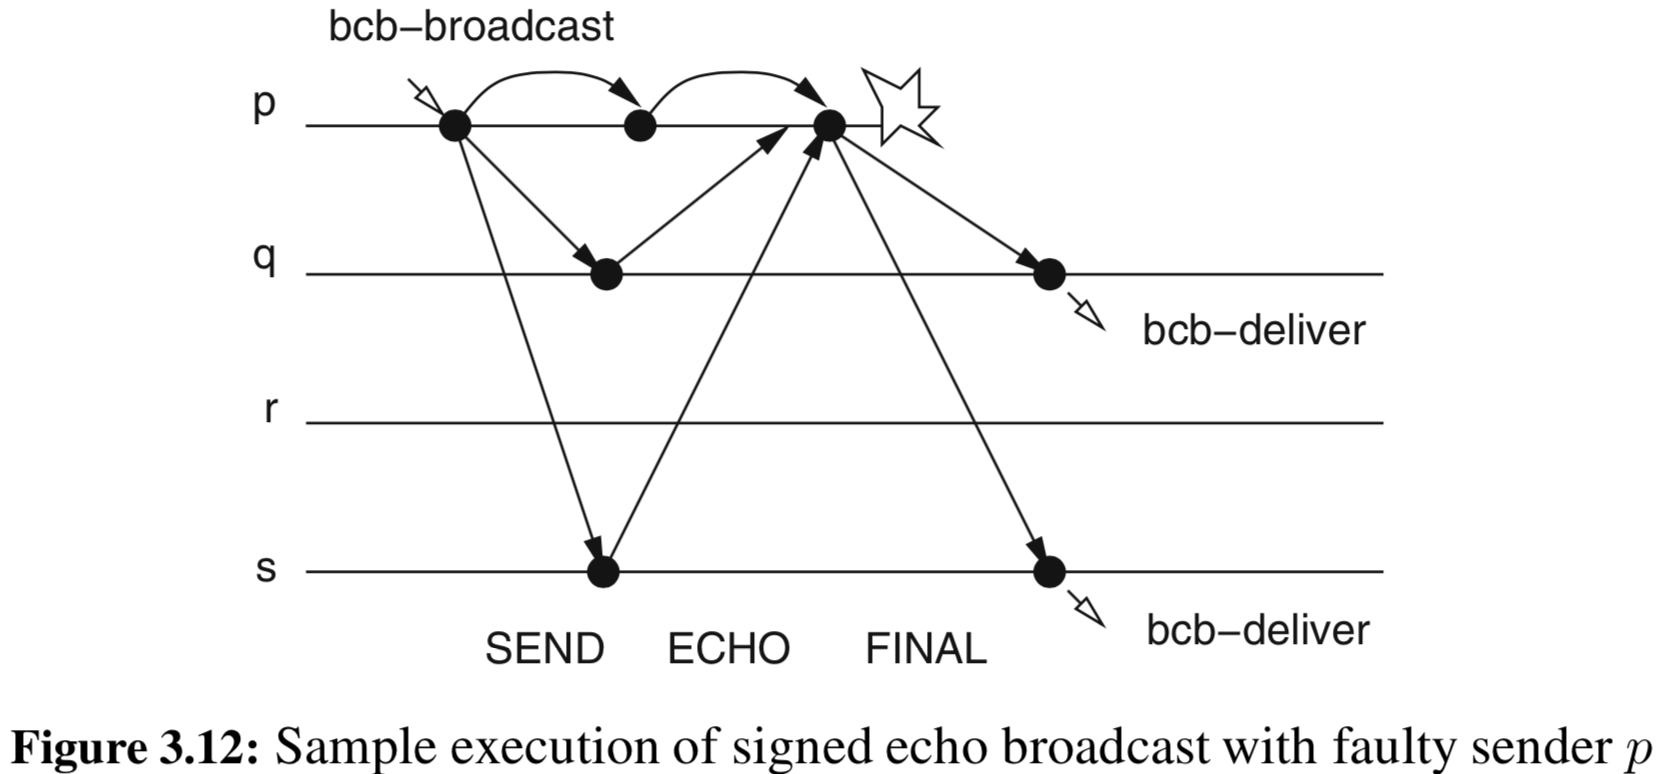 bcb–broadcast
p
q
bcb–deliver
r
s
bcb–deliver
SEND ECHO FINAL
Figure 3.12: Sample execution of signed echo broadcast with faulty sender p